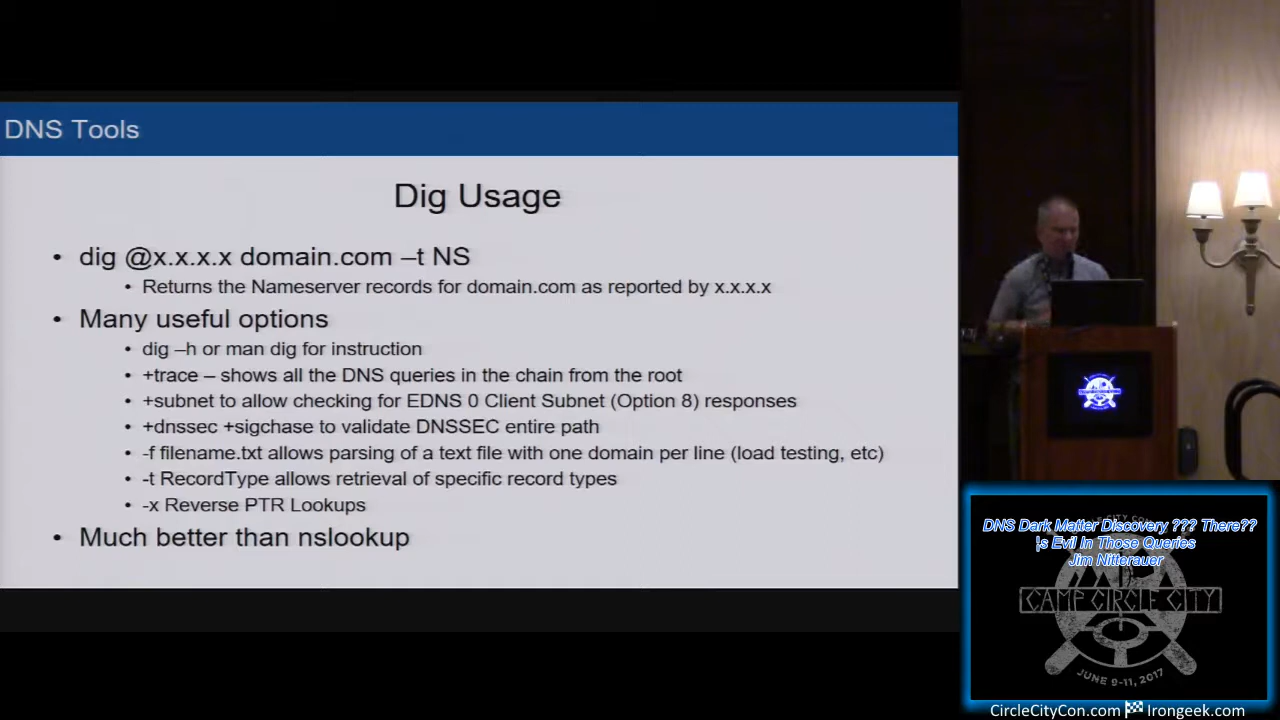 DNS Tools
Dig Usage
• dig @x.x.x.x domain.com –t NS
• Returns the Nameserver records for domain.com as reported by x.x.x.x
• Many useful options
• dig –h or man dig for instruction
• +trace – shows all the DNS queries in the chain from the root
• +subnet to allow checking for EDNS 0 Client Subnet (Option 8) responses
• +dnssec +sigchase to validate DNSSEC entire path
• -f filename.txt allows parsing of a text file with one domain per line (load testing, etc)
• -t RecordType allows retrieval of specific record types
• -x Reverse PTR Lookups
• Much better than nslookup
DNS Dark Matter Discovery ??? There??
s Evil In Those Queries
Jim Nitterauer
CAMP CIRCLE CITY
JUNE 9-11, 2017
CircleCityCon.com Irongeek.com